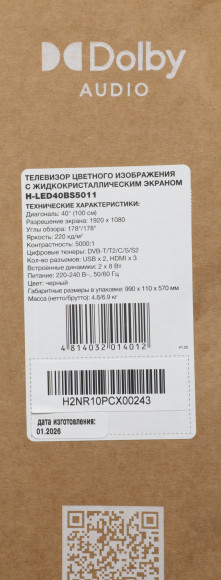 Dolby
AUDIO
ТЕЛЕВИЗОР ЦВЕТНОГО ИЗОБРАЖЕНИЯ
С ЖИДКОКРИСТАЛЛИЧЕСКИМ ЭКРАНОМ
H-LED40BS5011
ТЕХНИЧЕСКИЕ ХАРАКТЕРИСТИКИ:
Диагональ: 40" (100 см)
Разрешение экрана: 1920 x 1080
Углы обзора: 178°/178°
Яркость: 220 кд/м²
Контрастность: 5000:1
Цифровые тюнеры: DVB-T/T2/C/S/S2
Кол-во разъемов: USB x 2, HDMI x 3
Встроенные динамики: 2 x 8 Вт
Питание: 220-240 В~, 50/60 Гц
Цвет: черный
Габаритные размеры в упаковке: 990 x 110 x 570 мм
Масса (нетто/брутто): 4.8/6.9 кг
4 814032 014012
H2NR10PCX00243
дата изготовления:
01.2026